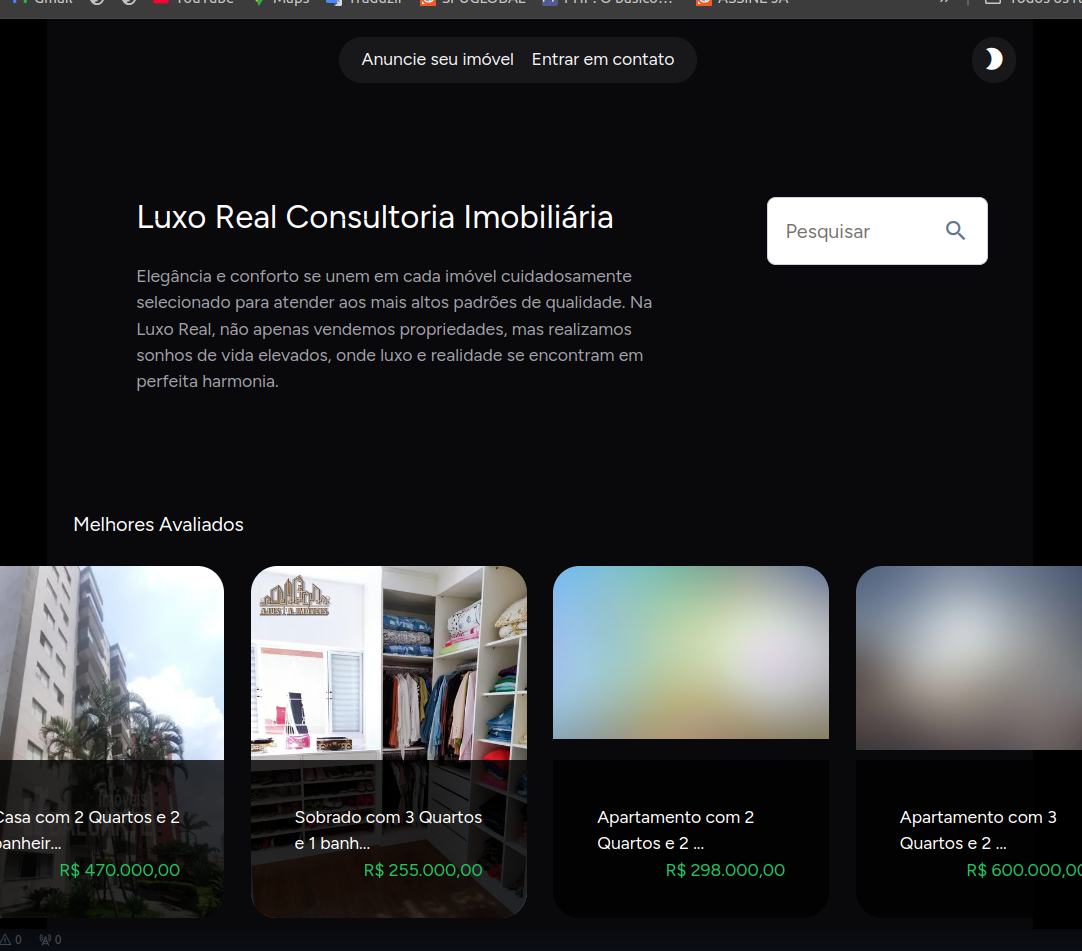 Gmail YouTube Maps Traduzir SPOGLOBAL PHP: O Básico... ASSINE JÁ »
Anuncie seu imóvel Entrar em contato
Luxo Real Consultoria Imobiliária
Pesquisar
Elegância e conforto se unem em cada imóvel cuidadosamente
selecionado para atender aos mais altos padrões de qualidade. Na
Luxo Real, não apenas vendemos propriedades, mas realizamos
sonhos de vida elevados, onde luxo e realidade se encontram em
perfeita harmonia.
Melhores Avaliados
Casa com 2 Quartos e 2
banheir...
R$ 470.000,00
Sobrado com 3 Quartos
e 1 banh...
R$ 255.000,00
Apartamento com 2
Quartos e 2 ...
R$ 298.000,00
Apartamento com 3
Quartos e 2 ...
R$ 600.000,00
0 0